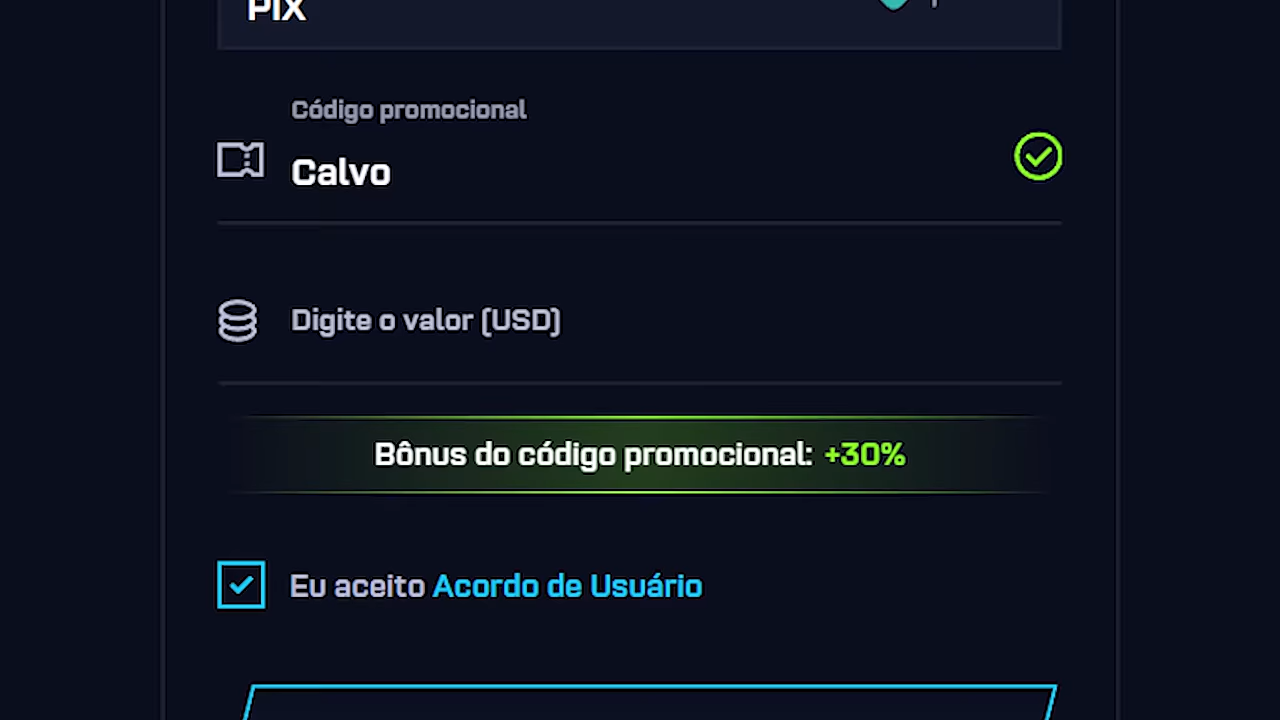 PIX
Código promocional
Calvo
Digite o valor (USD)
Bônus do código promocional: +30%
Eu aceito Acordo de Usuário